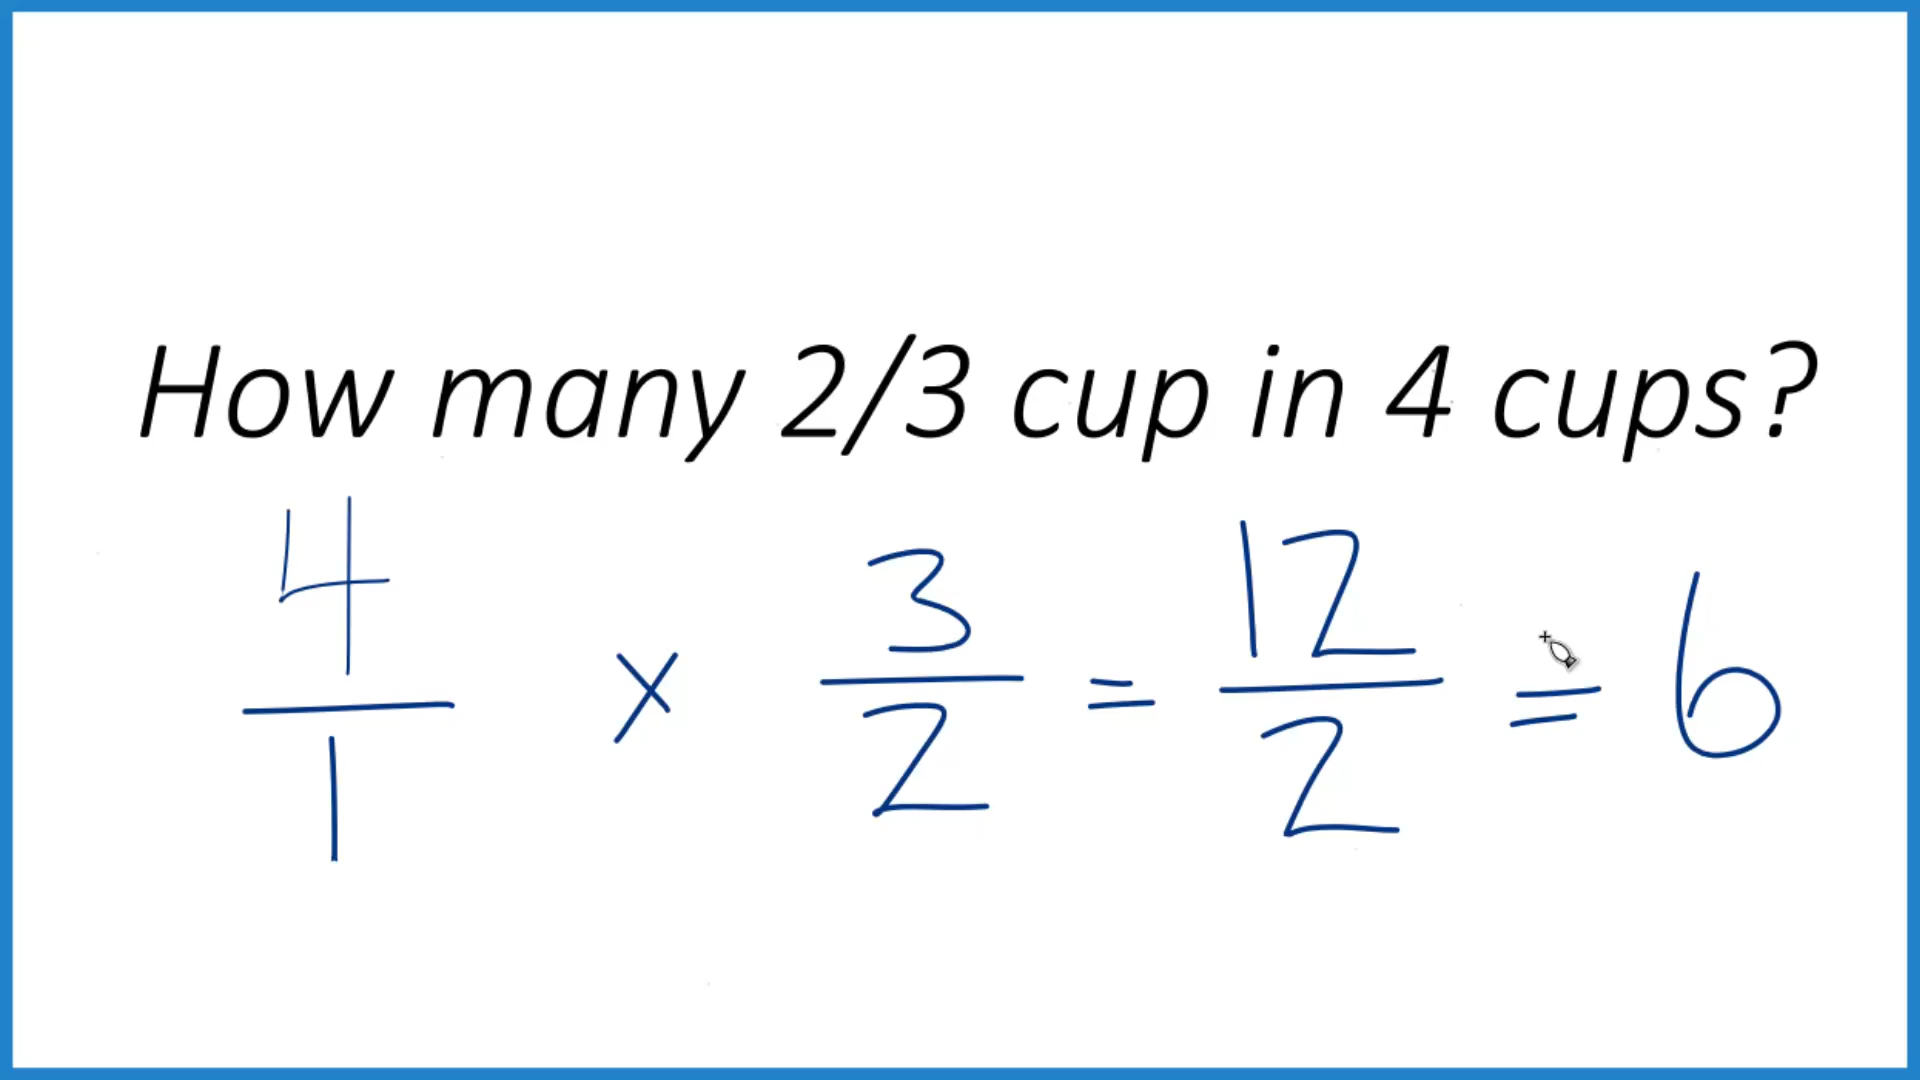 How many 2/3 cup in 4 cups?
4/1 x 3/2 = 12/2 = 6